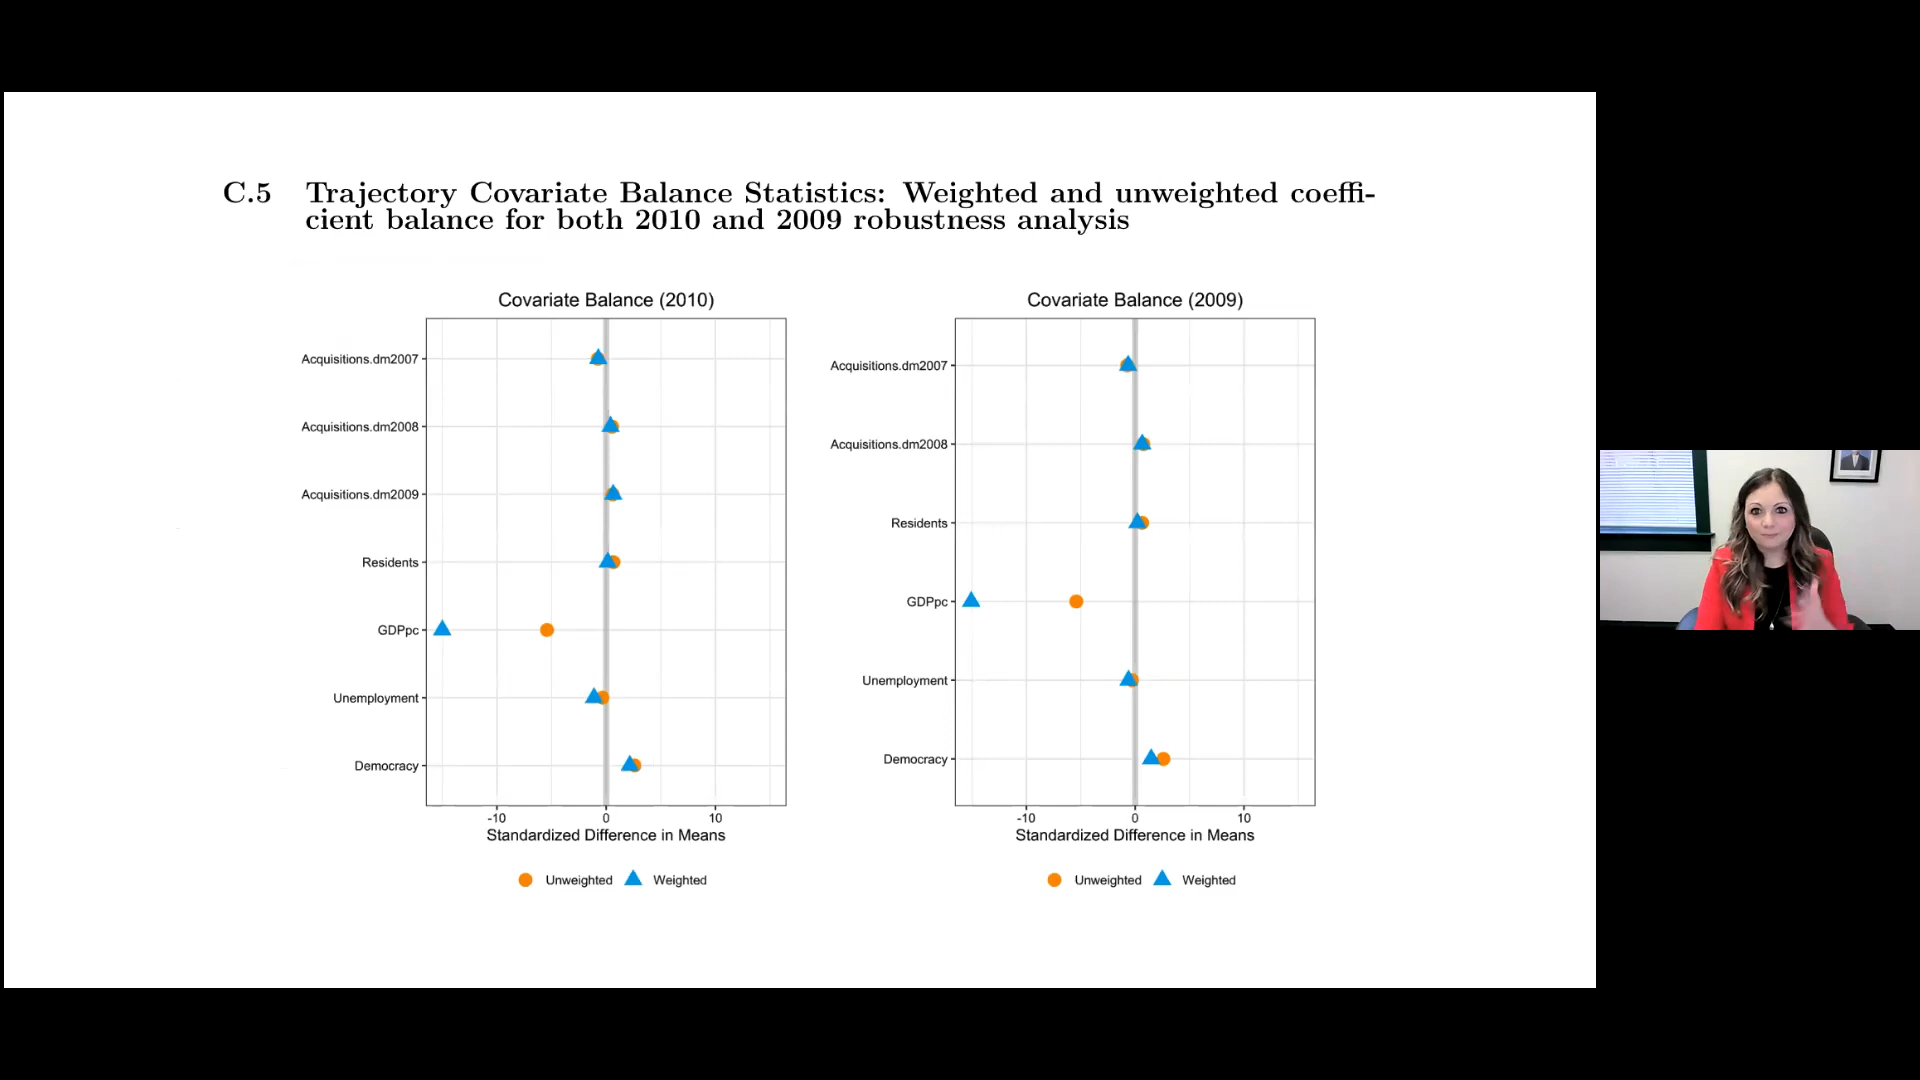 C.5 Trajectory Covariate Balance Statistics: Weighted and unweighted coeffi-
cient balance for both 2010 and 2009 robustness analysis
Covariate Balance (2010)
Acquisitions.dm2007
Acquisitions.dm2008
Acquisitions.dm2009
Residents
GDPpc
Unemployment
Democracy
-10 0 10
Standardized Difference in Means
Unweighted Weighted
Covariate Balance (2009)
Acquisitions.dm2007
Acquisitions.dm2008
Residents
GDPpc
Unemployment
Democracy
-10 0 10
Standardized Difference in Means
Unweighted Weighted